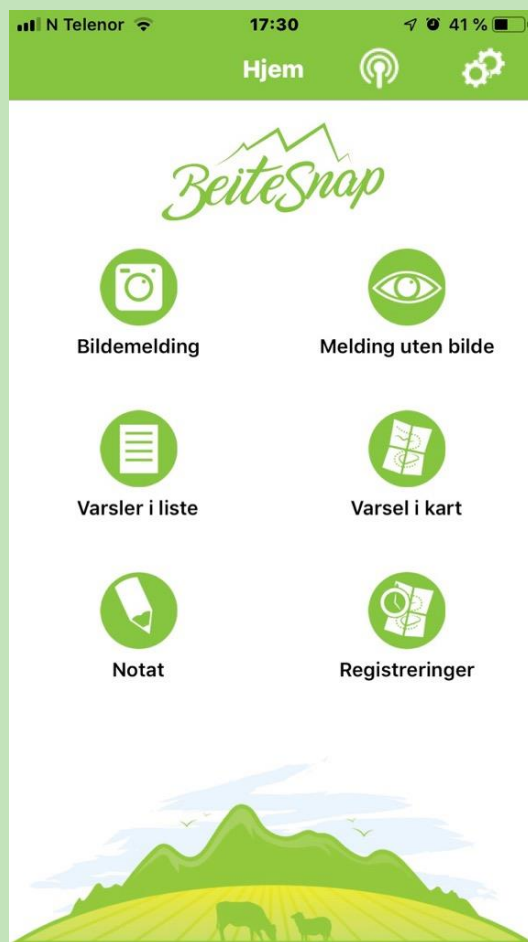 N Telenor 17:30 41 %
Hjem
BeiteSnap
Bildemelding Melding uten bilde
Varsler i liste Varsel i kart
Notat Registreringer